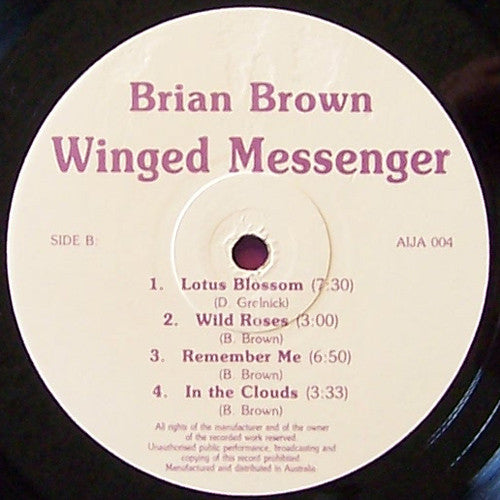 Brian Brown
Winged Messenger
SIDE B: AIJA 004
1. Lotus Blossom (7:30)
(D. Grolnick)
2. Wild Roses (3:00)
(B. Brown)
3. Remember Me (6:50)
(B. Brown)
4. In the Clouds (3:33)
(B. Brown)
All rights of the manufacturer and of the owner
of the recorded work reserved.
Unauthorised public performance, broadcasting and
copying of this record prohibited.
Manufactured and distributed in Australia.